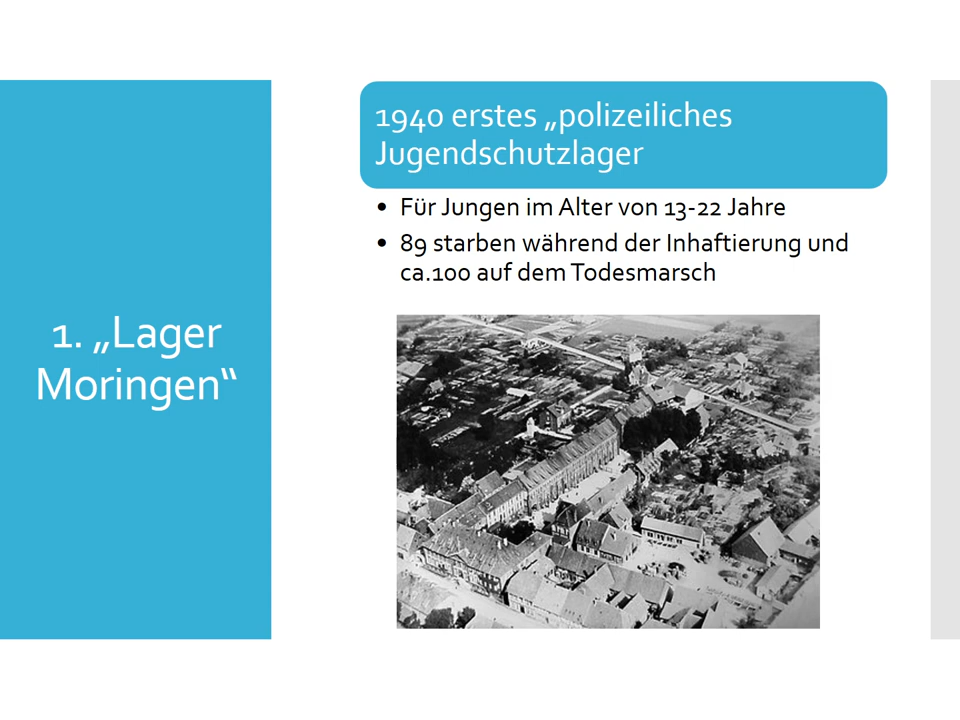 1. „Lager
Moringen“
1940 erstes „polizeiliches
Jugendschutzlager
• Für Jungen im Alter von 13-22 Jahre
• 89 starben während der Inhaftierung und
ca.100 auf dem Todesmarsch